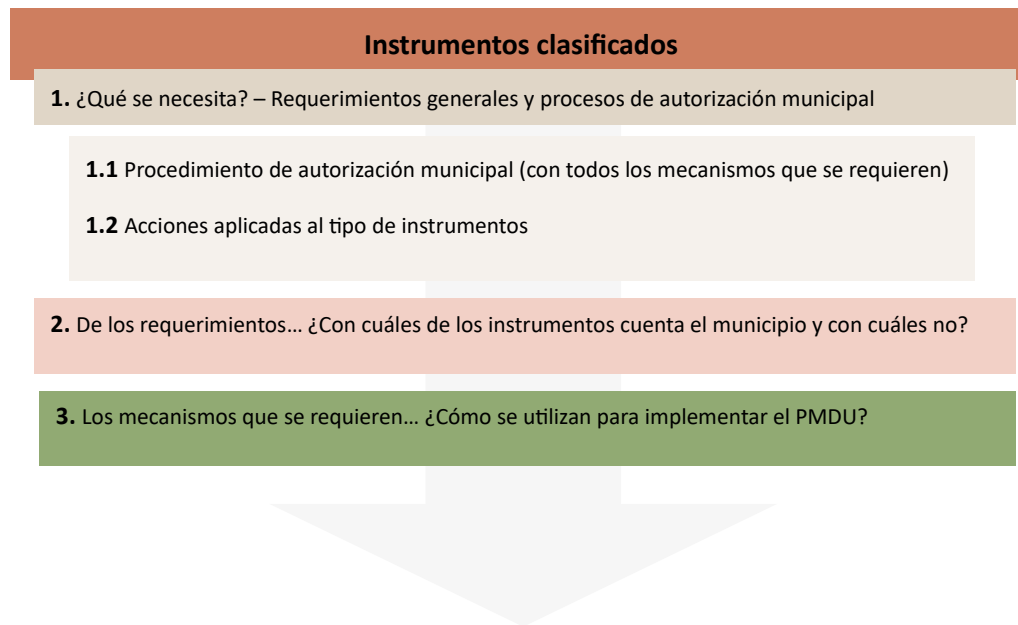 Instrumentos clasificados
1. ¿Qué se necesita? – Requerimientos generales y procesos de autorización municipal
1.1 Procedimiento de autorización municipal (con todos los mecanismos que se requieren)
1.2 Acciones aplicadas al tipo de instrumentos
2. De los requerimientos… ¿Con cuáles de los instrumentos cuenta el municipio y con cuáles no?
3. Los mecanismos que se requieren… ¿Cómo se utilizan para implementar el PMDU?